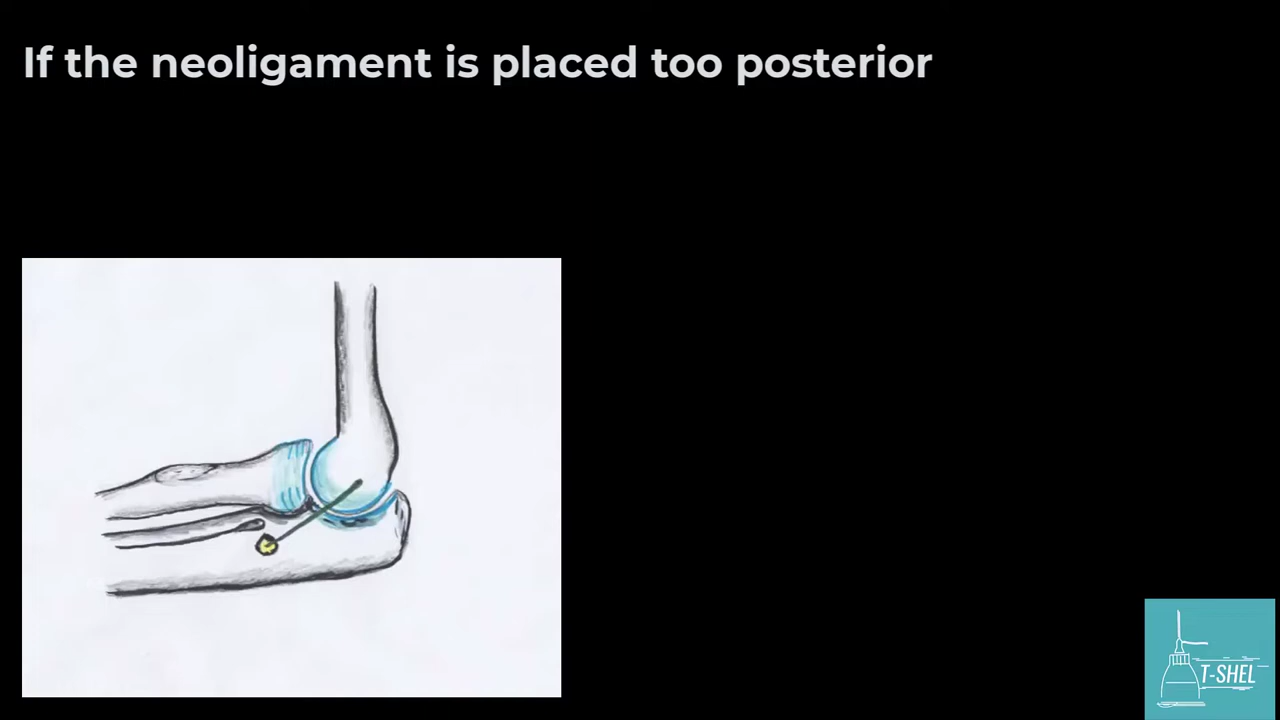 If the neoligament is placed too posterior
T-SHEL